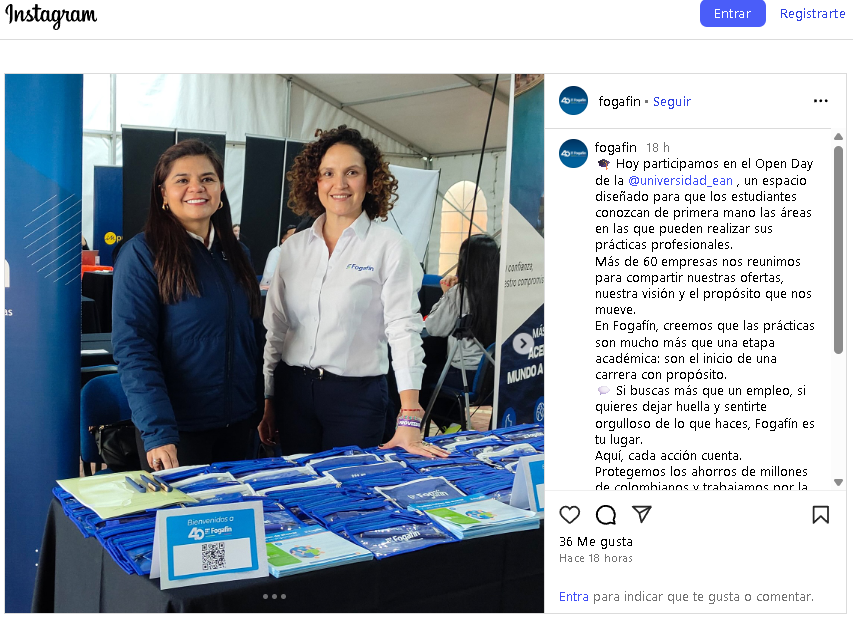 Instagram
Entrar
Registrarte
fogafin • Seguir
fogafin 18 h
🎓 Hoy participamos en el Open Day
de la @universidad_ean , un espacio
diseñado para que los estudiantes
conozcan de primera mano las áreas
en las que pueden realizar sus
prácticas profesionales.
Más de 60 empresas nos reunimos
para compartir nuestras ofertas,
nuestra visión y el propósito que nos
mueve.
En Fogafín, creemos que las prácticas
son mucho más que una etapa
académica: son el inicio de una
carrera con propósito.
💬 Si buscas más que un empleo, si
quieres dejar huella y sentirte
orgulloso de lo que haces, Fogafín es
tu lugar.
Aquí, cada acción cuenta.
Protegemos los ahorros de millones
de colombianos y trabajamos por la
36 Me gusta
Hace 18 horas
Entra para indicar que te gusta o comentar.
Fogafín
confianza,
estro compromiso
MÁS
MUNDO A
Bienvenidos a
40 Fogafín
Fogafín
Fogafín